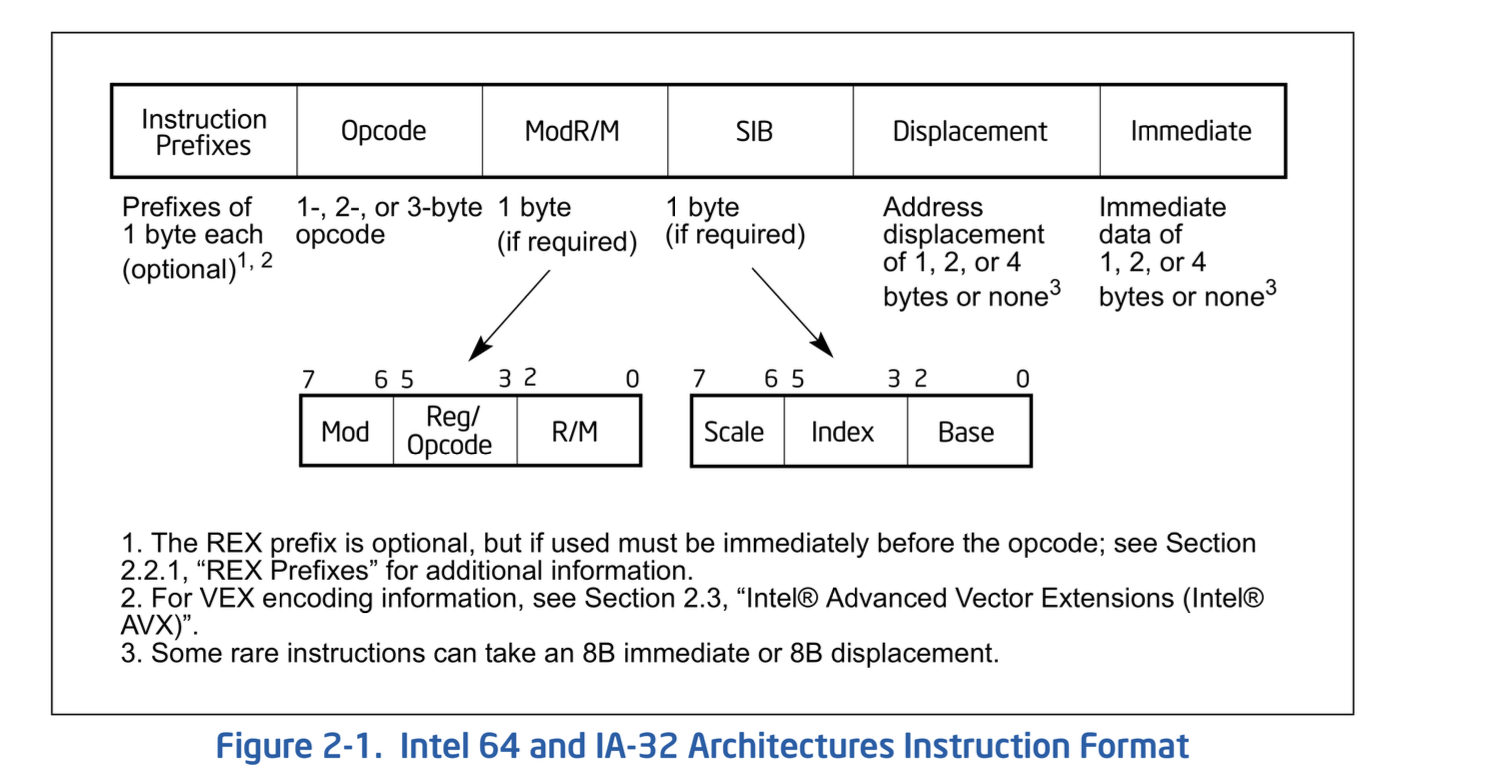 Instruction
Prefixes
Opcode
ModR/M
SIB
Displacement
Immediate
Prefixes of
1 byte each
(optional)1, 2
1-, 2-, or 3-byte
opcode
1 byte
(if required)
1 byte
(if required)
Address
displacement
of 1, 2, or 4
bytes or none3
Immediate
data of
1, 2, or 4
bytes or none3
7 6 5 3 2 0
Mod
Reg/
Opcode
R/M
7 6 5 3 2 0
Scale
Index
Base
1. The REX prefix is optional, but if used must be immediately before the opcode; see Section
2.2.1, “REX Prefixes” for additional information.
2. For VEX encoding information, see Section 2.3, “Intel® Advanced Vector Extensions (Intel®
AVX)”.
3. Some rare instructions can take an 8B immediate or 8B displacement.
Figure 2-1. Intel 64 and IA-32 Architectures Instruction Format